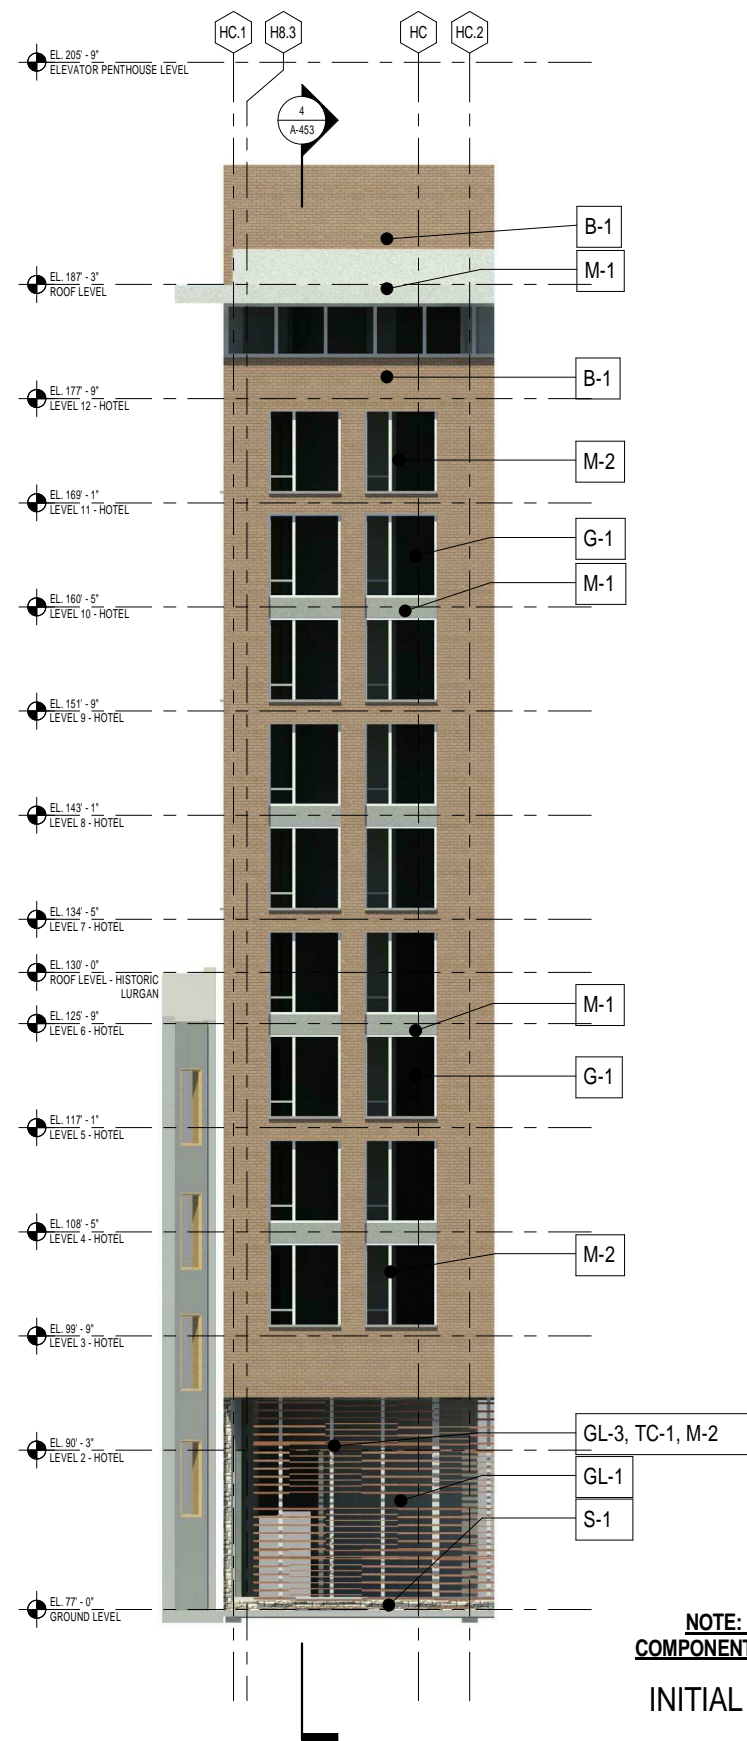 HC.1
H8.3
HC
HC.2
EL. 205' - 9"
ELEVATOR PENTHOUSE LEVEL
4
A-453
B-1
M-1
EL. 187' - 3"
ROOF LEVEL
B-1
EL. 177' - 9"
LEVEL 12 - HOTEL
M-2
EL. 169' - 1"
LEVEL 11 - HOTEL
G-1
M-1
EL. 160' - 5"
LEVEL 10 - HOTEL
EL. 151' - 9"
LEVEL 9 - HOTEL
EL. 143' - 1"
LEVEL 8 - HOTEL
EL. 134' - 5"
LEVEL 7 - HOTEL
EL. 130' - 0"
ROOF LEVEL - HISTORIC
LURGAN
M-1
EL. 125' - 9"
LEVEL 6 - HOTEL
G-1
EL. 117' - 1"
LEVEL 5 - HOTEL
EL. 108' - 5"
LEVEL 4 - HOTEL
M-2
EL. 99' - 9"
LEVEL 3 - HOTEL
GL-3, TC-1, M-2
EL. 90' - 3"
LEVEL 2 - HOTEL
GL-1
S-1
EL. 77' - 0"
GROUND LEVEL
NOTE:
COMPONENT
INITIAL